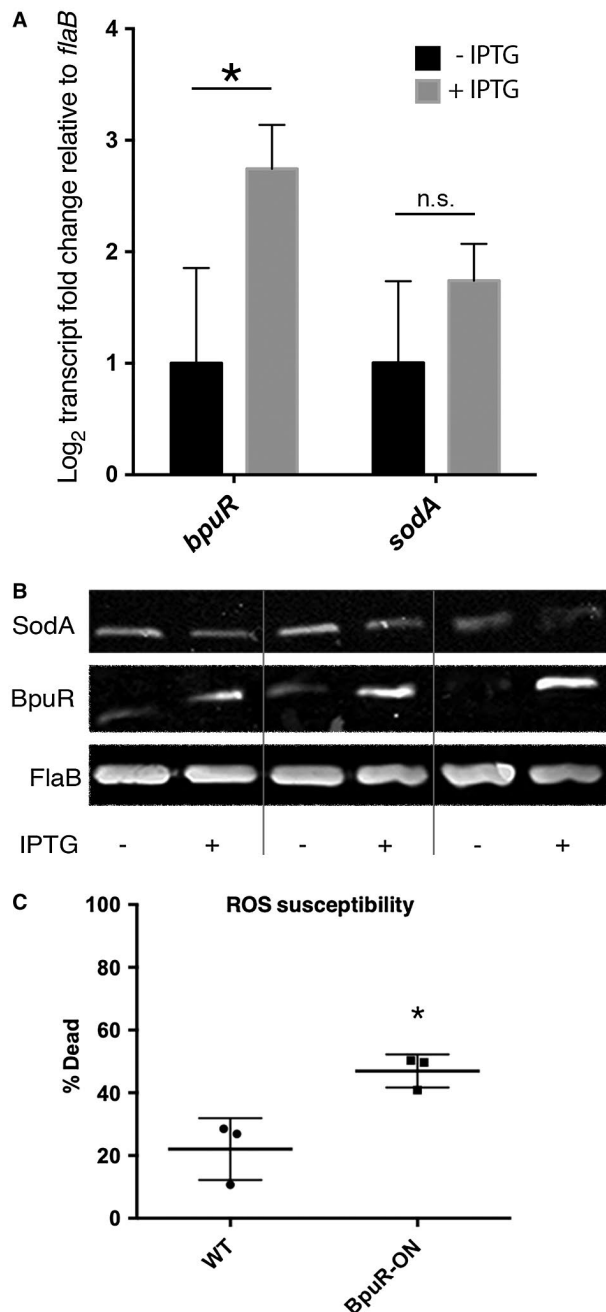 A
Log₂ transcript fold change relative to flaB
4
3
2
1
0
*
n.s.
- IPTG
+ IPTG
bpuR
sodA
B
SodA
BpuR
FlaB
IPTG - + - + - +
C
ROS susceptibility
% Dead
100
80
60
40
20
0
*
WT
BpuR-ON